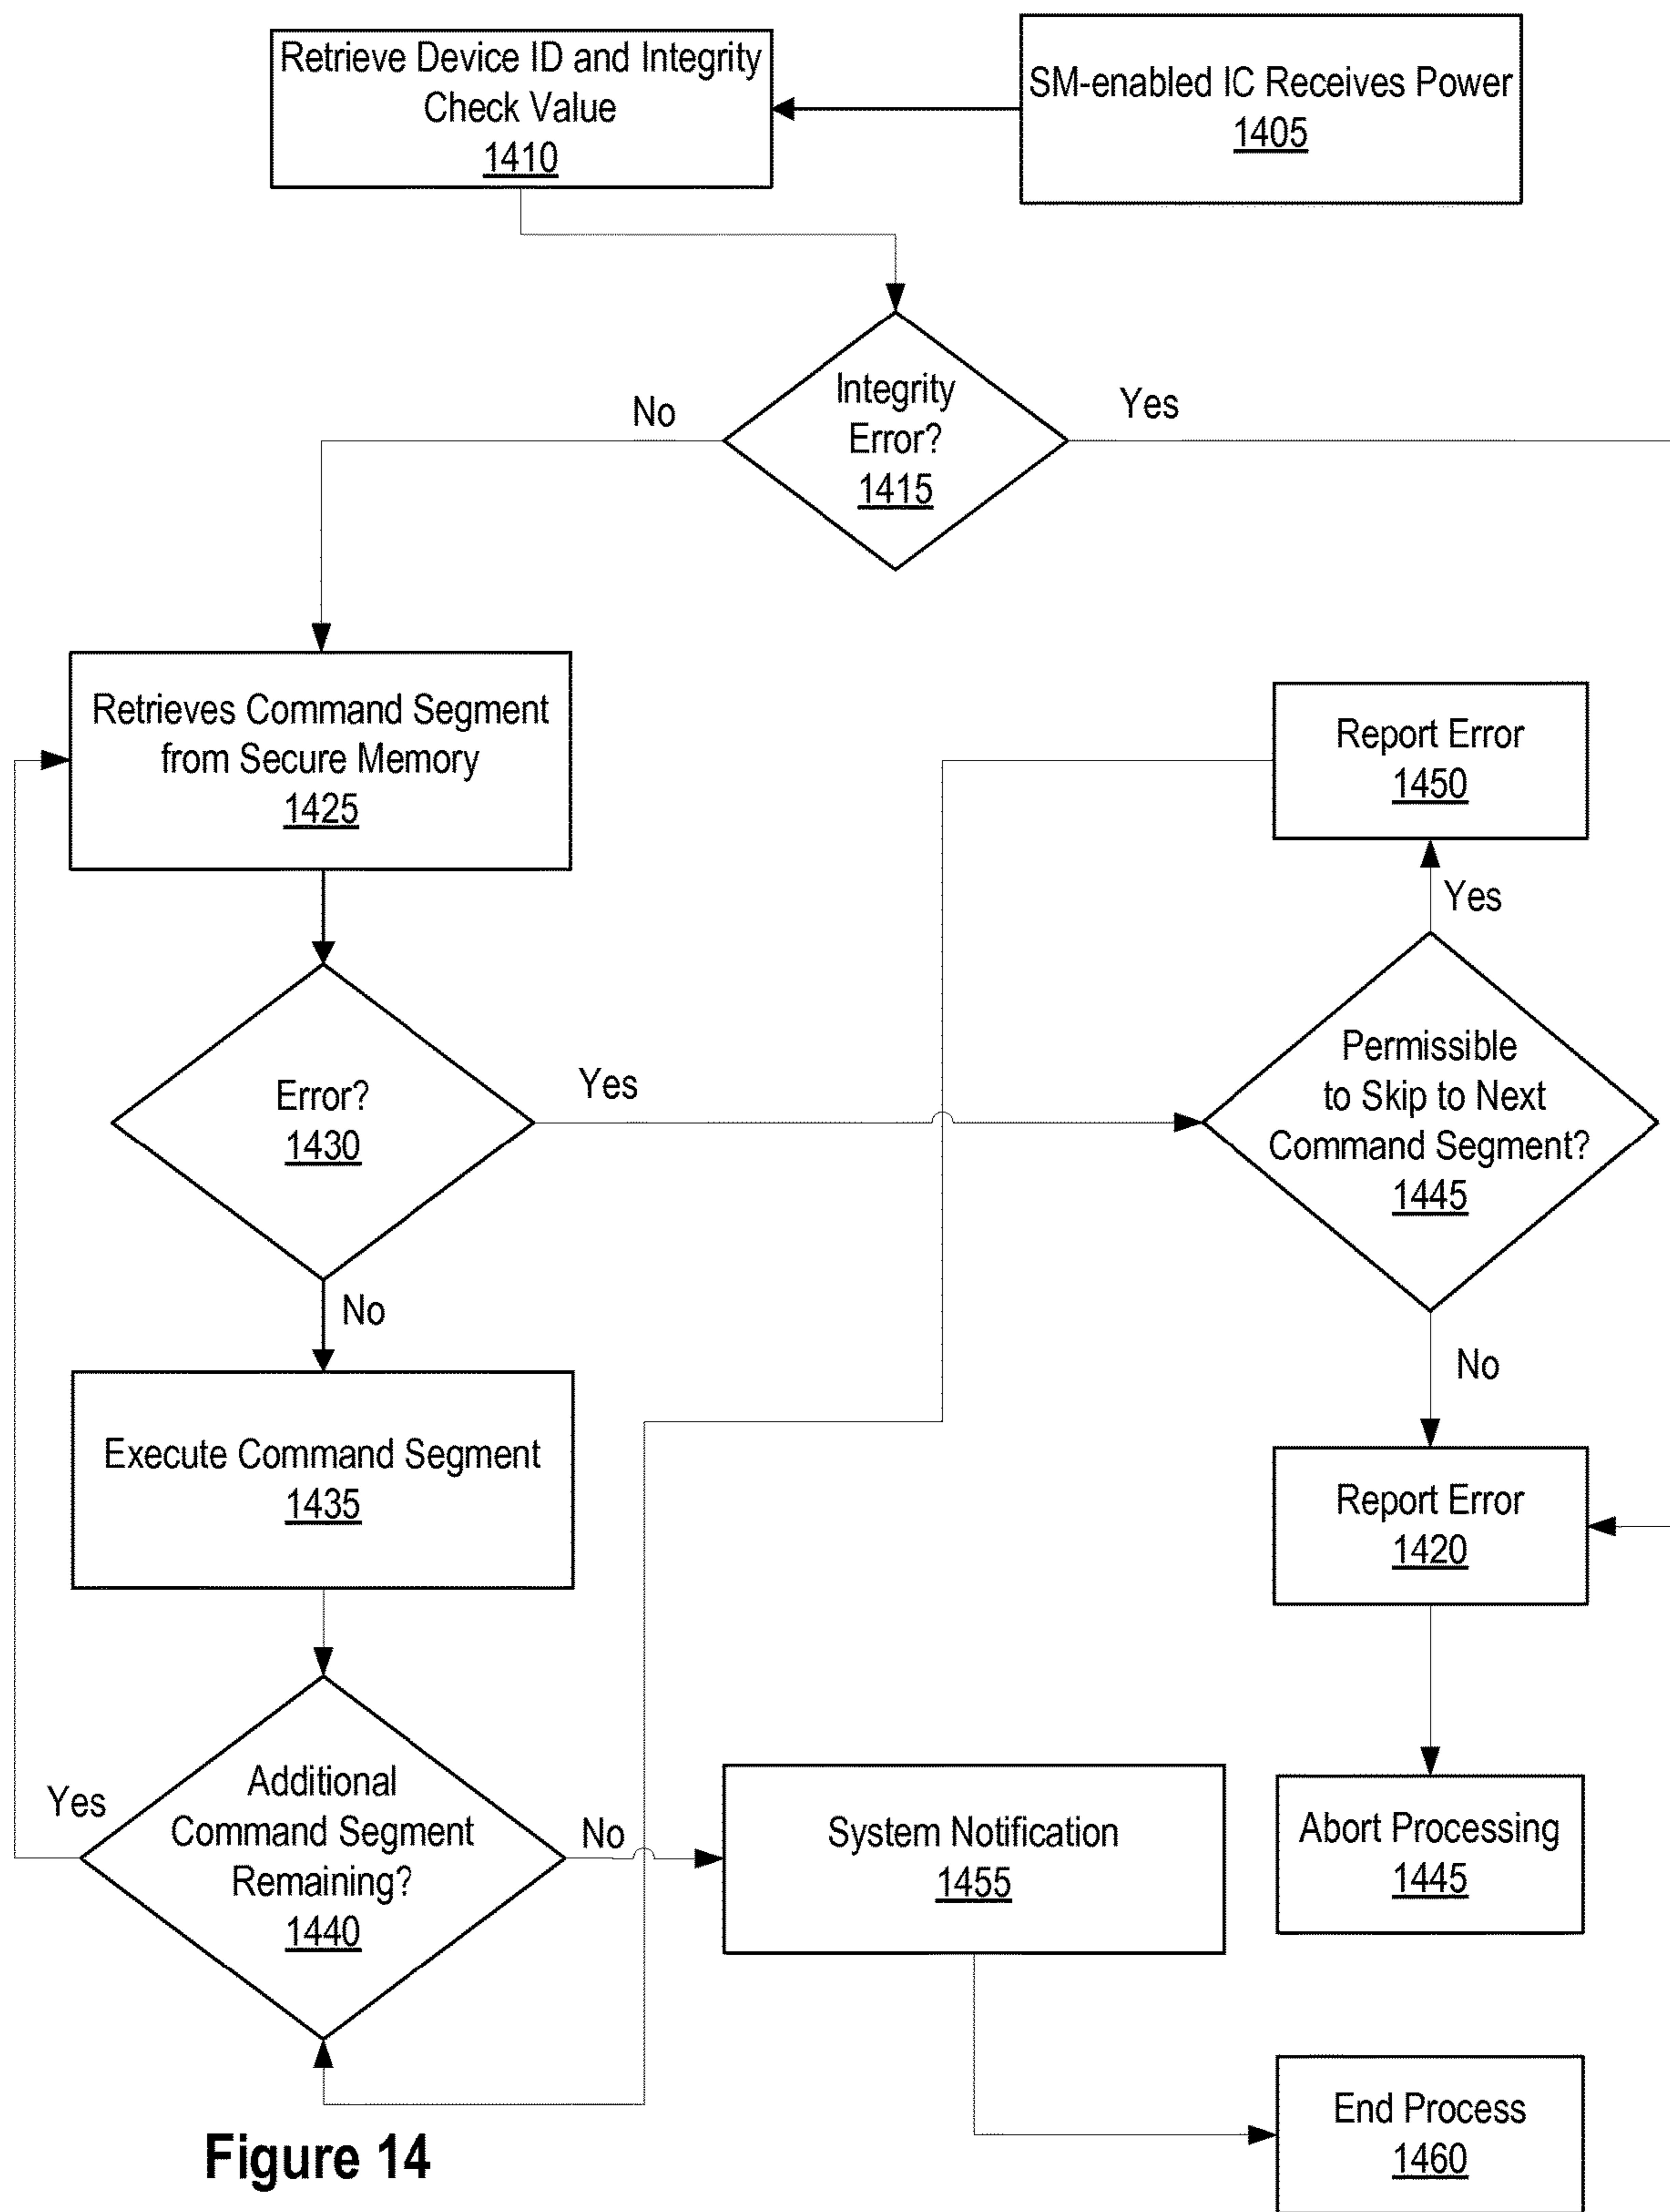 Retrieve Device ID and Integrity
Check Value
1410
SM-enabled IC Receives Power
1405
Integrity
Error?
1415
No
Yes
Retrieves Command Segment
from Secure Memory
1425
Report Error
1450
Yes
Error?
1430
Yes
Permissible
to Skip to Next
Command Segment?
1445
No
No
Execute Command Segment
1435
Report Error
1420
Additional
Command Segment
Remaining?
1440
Yes
No
System Notification
1455
Abort Processing
1445
End Process
1460
Figure 14